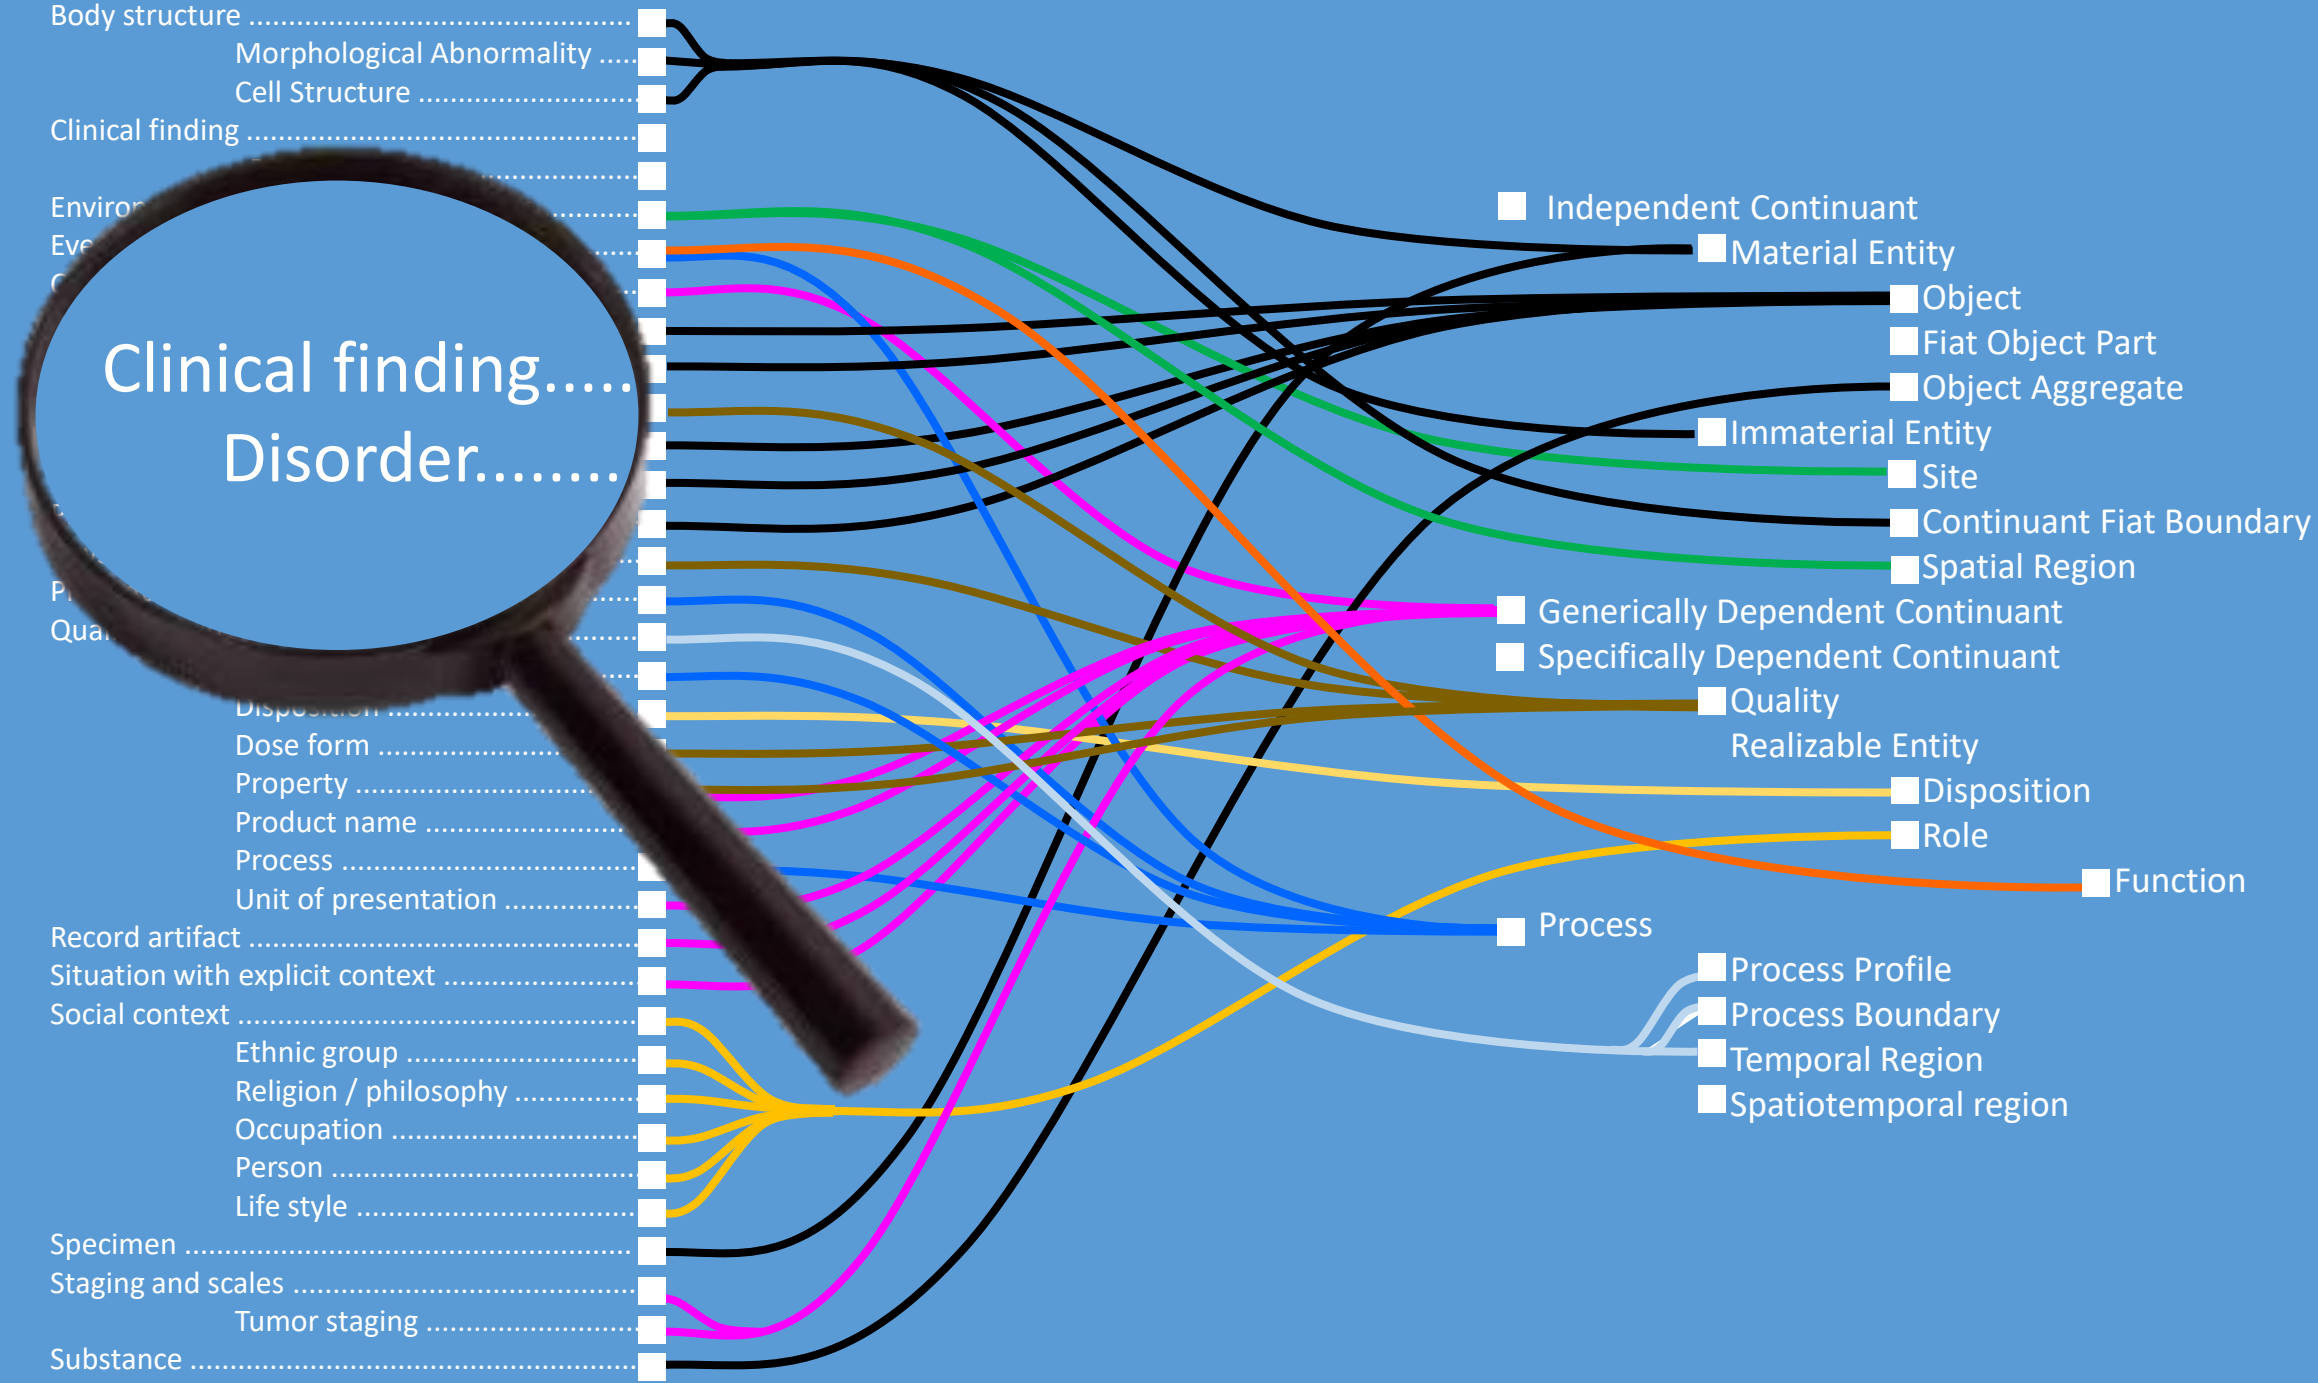 Body structure ................................................
Morphological Abnormality .....
Cell Structure ............................
Clinical finding .................................................
Enviro
Eve
Clinical finding.....
Disorder........
Qua
Disposition ................
Dose form ......................
Property ..............................
Product name .........................
Process .....................................
Unit of presentation .................
Record artifact .................................................
Situation with explicit context .........................
Social context ..................................................
Ethnic group .............................
Religion / philosophy ...............
Occupation ...............................
Person ......................................
Life style ...................................
Specimen ........................................................
Staging and scales ...........................................
Tumor staging ..........................
Substance ........................................................
Independent Continuant
Material Entity
Object
Fiat Object Part
Object Aggregate
Immaterial Entity
Site
Continuant Fiat Boundary
Spatial Region
Generically Dependent Continuant
Specifically Dependent Continuant
Quality
Realizable Entity
Disposition
Role
Function
Process
Process Profile
Process Boundary
Temporal Region
Spatiotemporal region